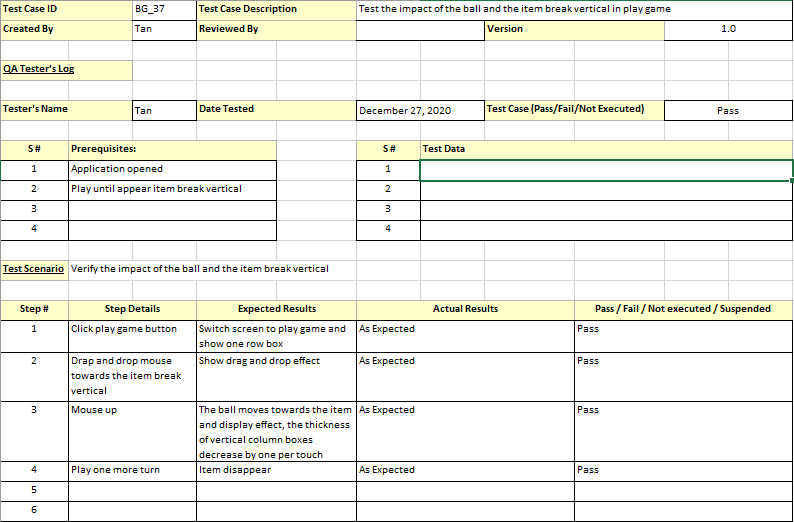 Test Case ID BG_37 Test Case Description Test the impact of the ball and the item break vertical in play game
Created By Tan Reviewed By Version 1.0
QA Tester's Log
Tester's Name Tan Date Tested December 27, 2020 Test Case (Pass/Fail/Not Executed) Pass
S # Prerequisites: S # Test Data
1 Application opened 1
2 Play until appear item break vertical 2
3 3
4 4
Test Scenario Verify the impact of the ball and the item break vertical
Step # Step Details Expected Results Actual Results Pass / Fail / Not executed / Suspended
1 Click play game button Switch screen to play game and As Expected Pass
show one row box
2 Drap and drop mouse Show drag and drop effect As Expected Pass
towards the item break
vertical
3 Mouse up The ball moves towards the item As Expected Pass
and display effect, the thickness
of vertical column boxes
decrease by one per touch
4 Play one more turn Item disappear As Expected Pass
5
6